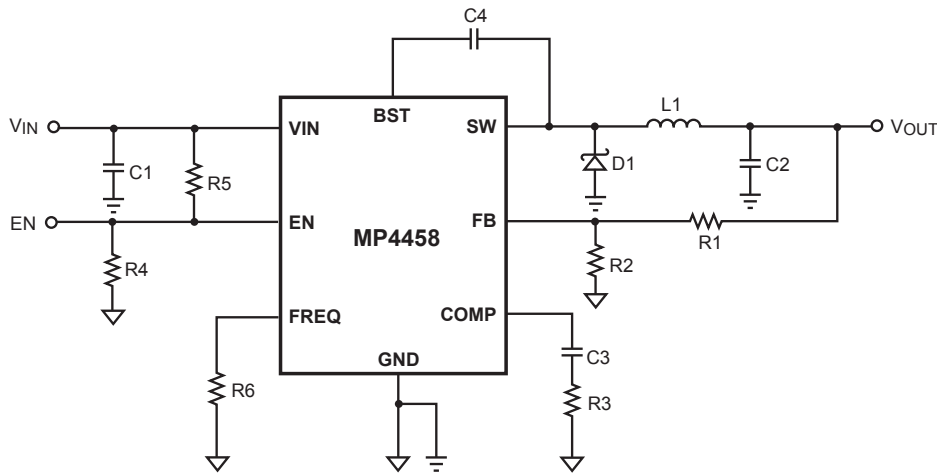 C4
BST
VIN
VIN
SW
L1
VOUT
C1
R5
D1
C2
EN
EN
MP4458
FB
R1
R4
R2
FREQ
COMP
GND
C3
R6
R3